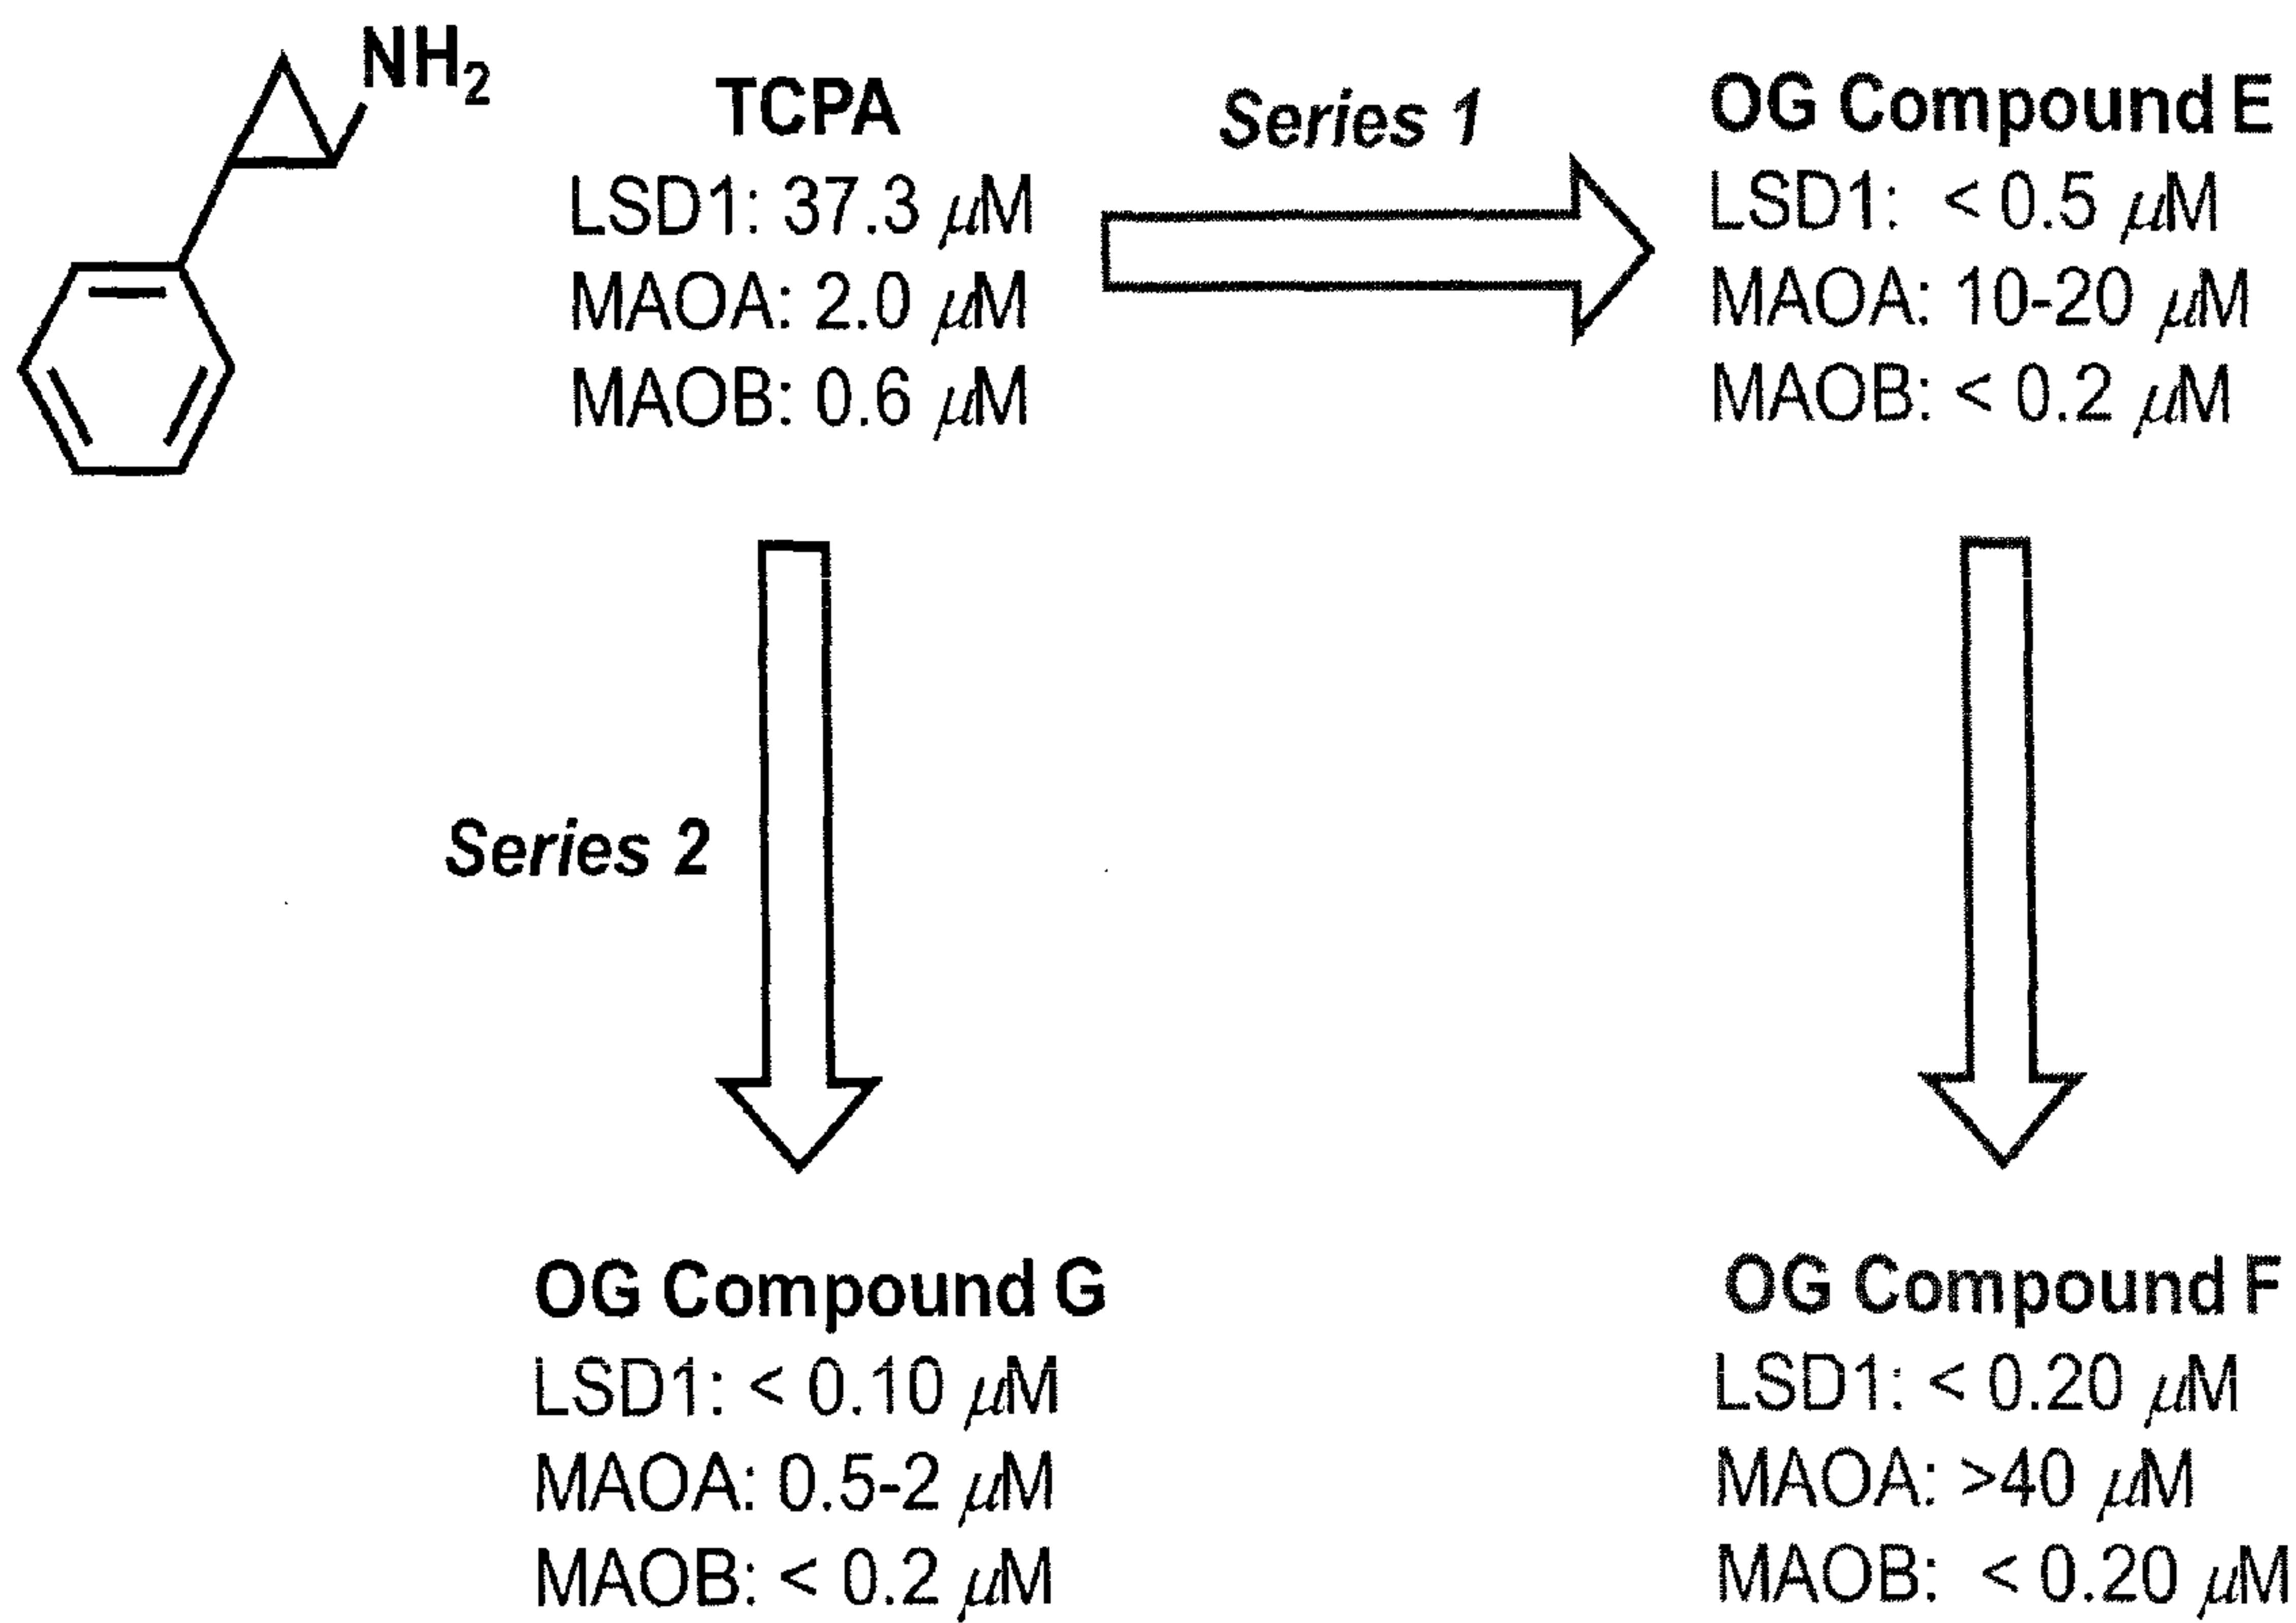 NH2
TCPA
LSD1: 37.3 μM
MAOA: 2.0 μM
MAOB: 0.6 μM
Series 1
OG Compound E
LSD1: < 0.5 μM
MAOA: 10-20 μM
MAOB: < 0.2 μM
Series 2
OG Compound G
LSD1: < 0.10 μM
MAOA: 0.5-2 μM
MAOB: < 0.2 μM
OG Compound F
LSD1: < 0.20 μM
MAOA: >40 μM
MAOB: < 0.20 μM